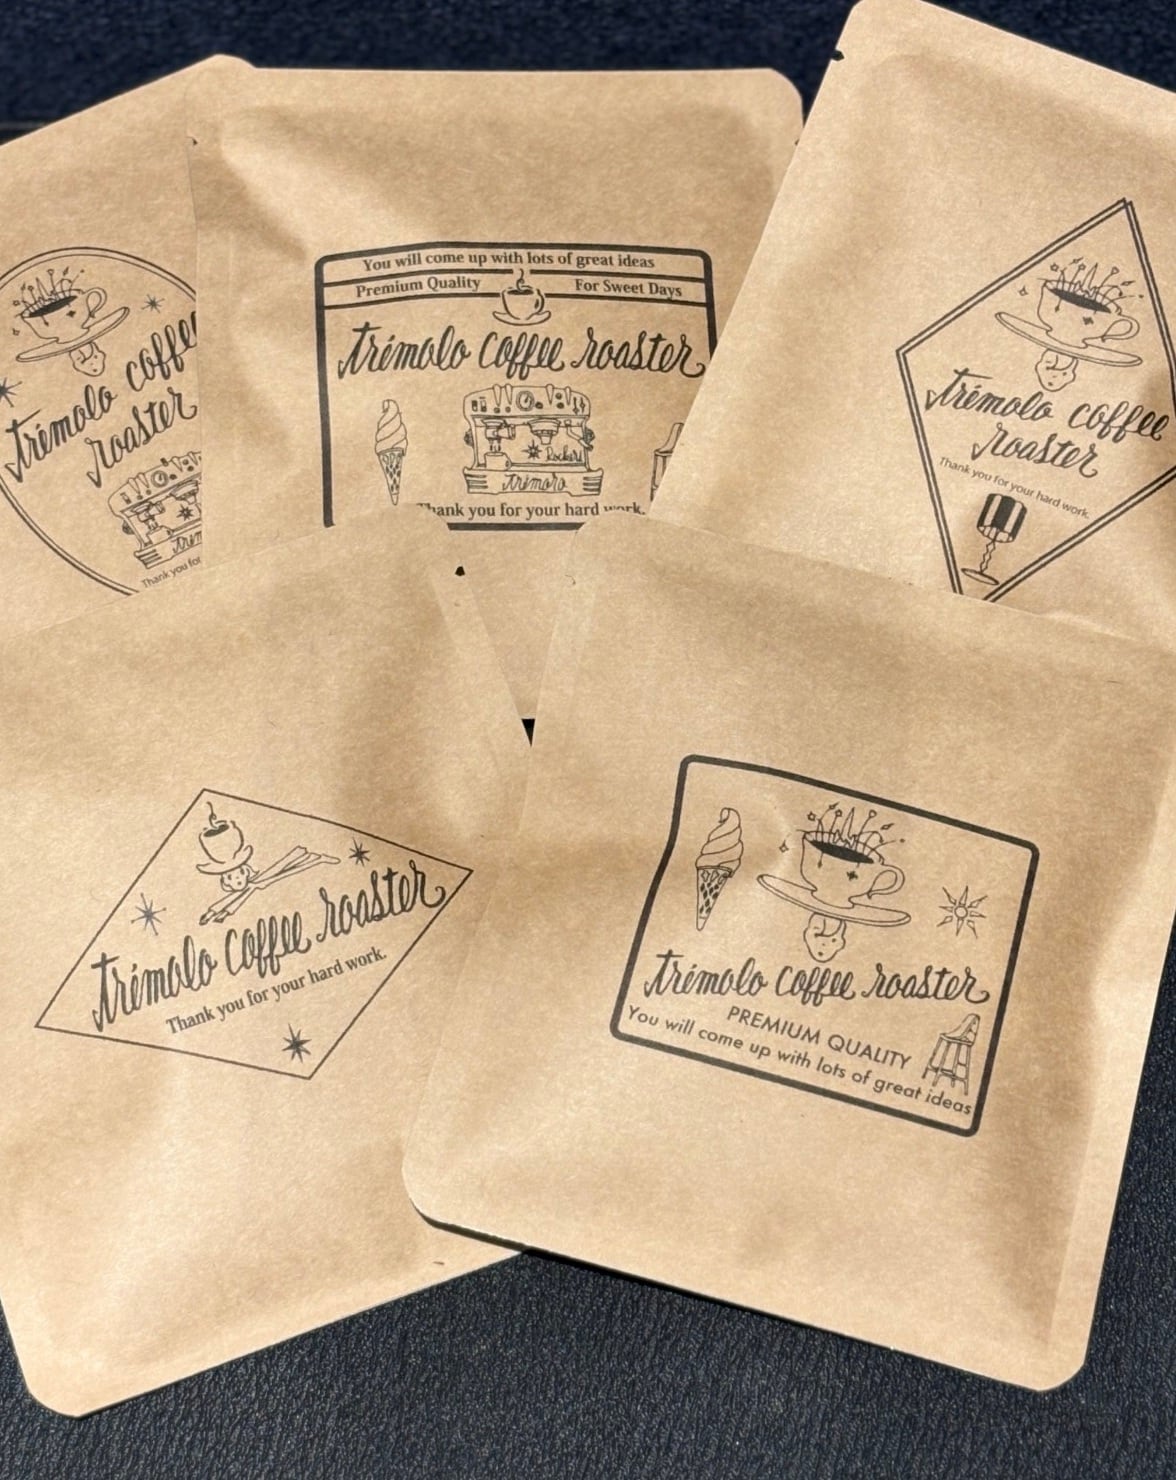 trémolo coffee
roaster
Thank you for
You will come up with lots of great ideas
Premium Quality For Sweet Days
trémolo coffee roaster
Rockers
trémolo
Thank you for your hard work.
trémolo coffee
roaster
Thank you for your hard work.
trémolo coffee roaster
Thank you for your hard work.
trémolo coffee roaster
PREMIUM QUALITY
You will come up with lots of great ideas